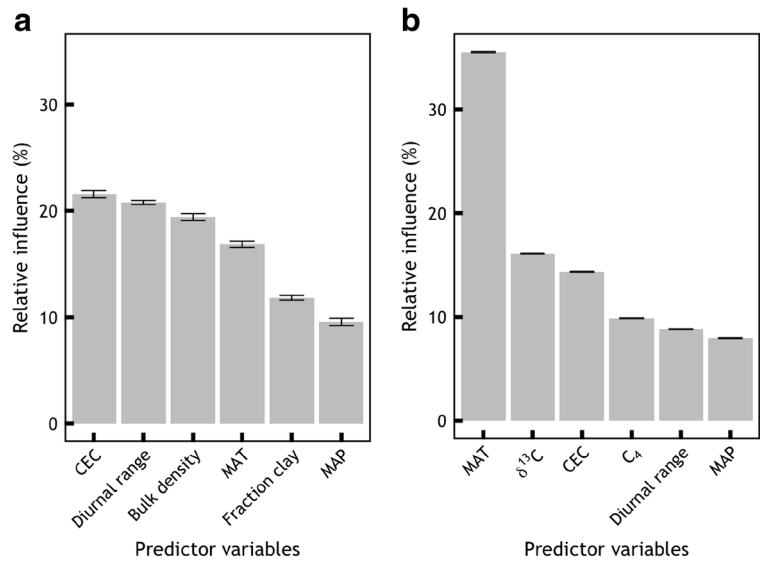 a
Relative influence (%)
30
20
10
0
CEC
Diurnal range
Bulk density
MAT
Fraction clay
MAP
Predictor variables
b
Relative influence (%)
30
20
10
0
MAT
δ¹³C
CEC
C₄
Diurnal range
MAP
Predictor variables